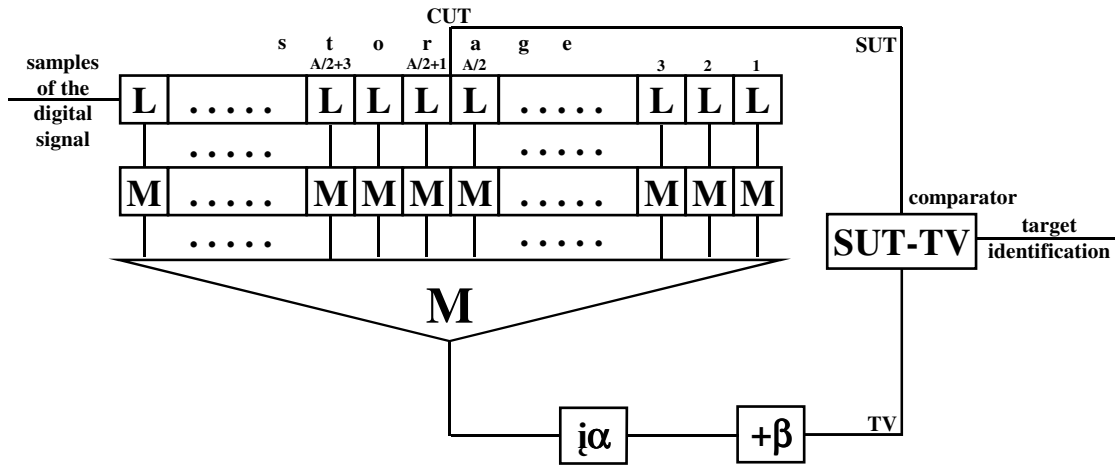 CUT
s t o r a g e
SUT
samples of the digital signal
A/2+3 A/2+1 A/2 3 2 1
L ..... L L L L ..... L L L
..... .....
M ..... M M M M ..... M M M
..... .....
comparator
SUT-TV
target identification
M
įα
+β
TV